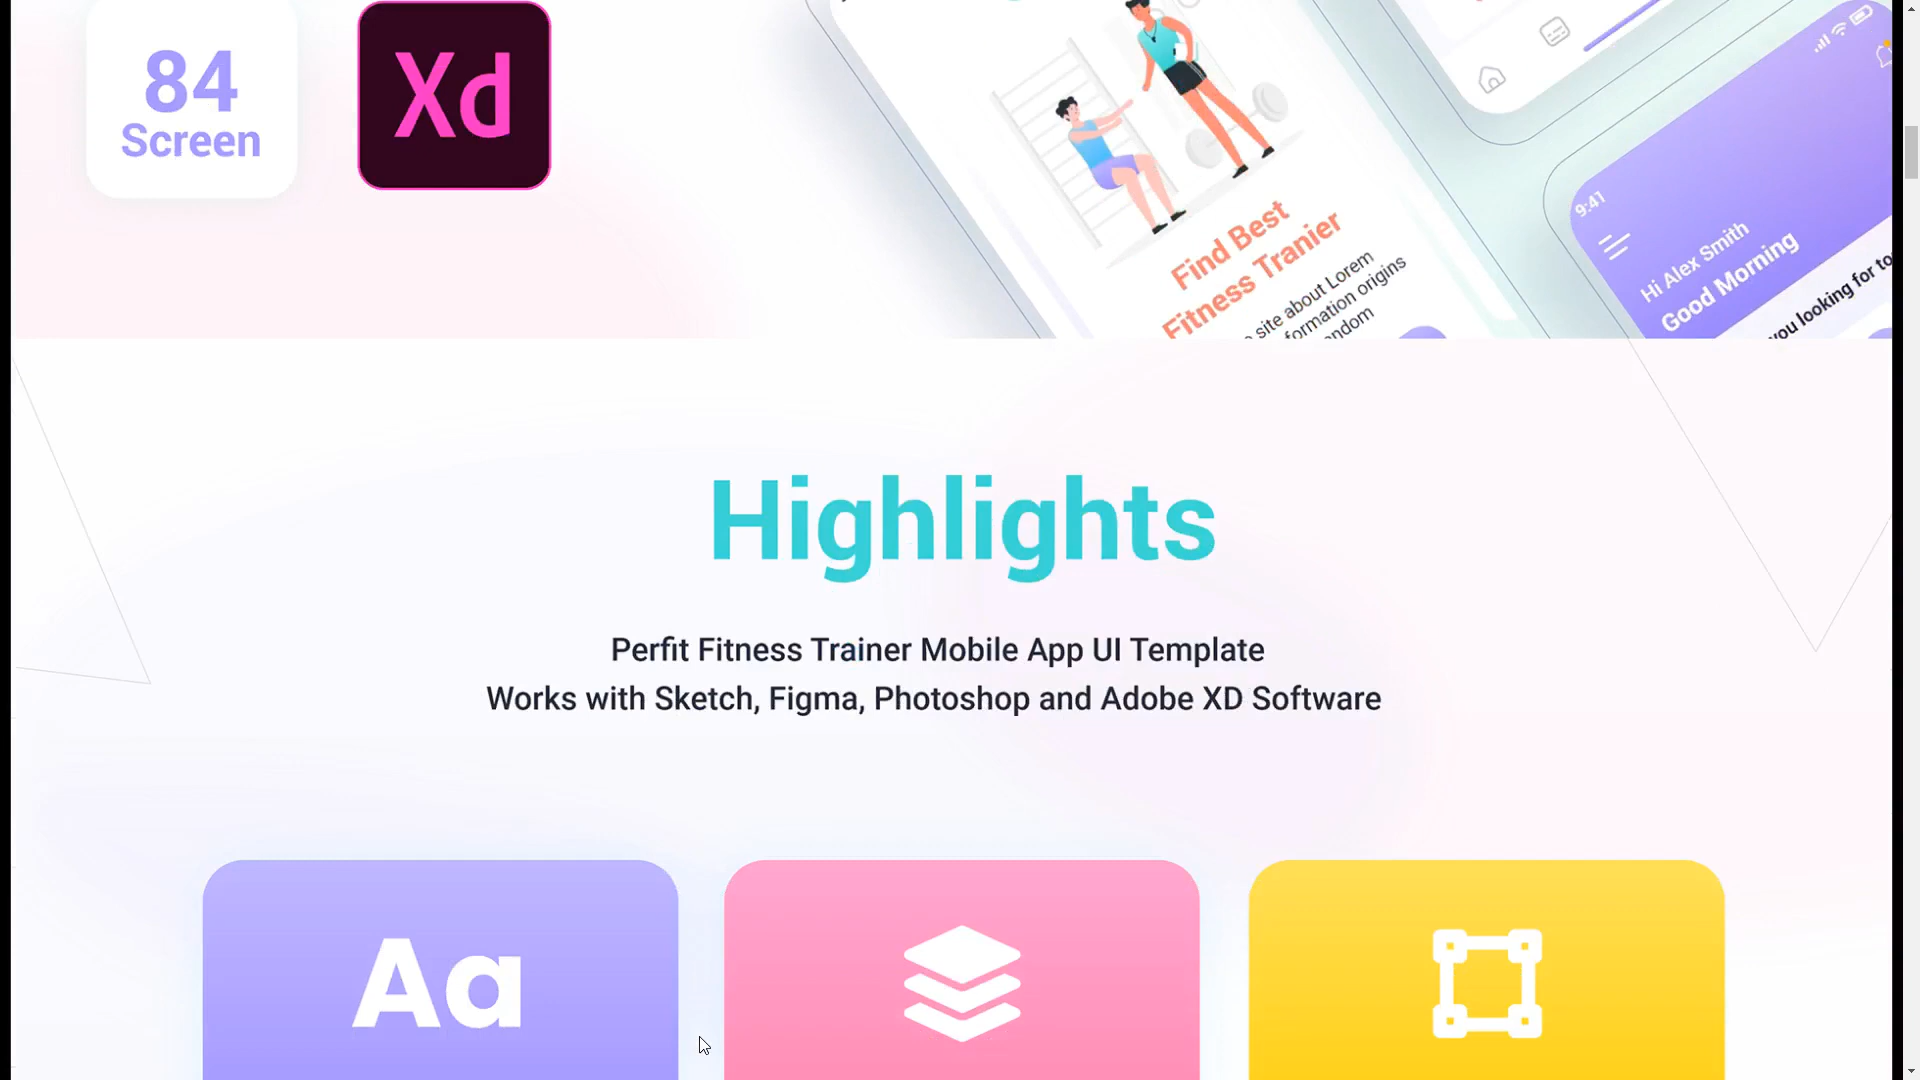 84
Screen
Xd
Find Best
Fitness Tranier
site about Lorem
formation origins
ndom
9:41
Hi Alex Smith
Good Morning
you looking for to
Highlights
Perfit Fitness Trainer Mobile App UI Template
Works with Sketch, Figma, Photoshop and Adobe XD Software
Aa